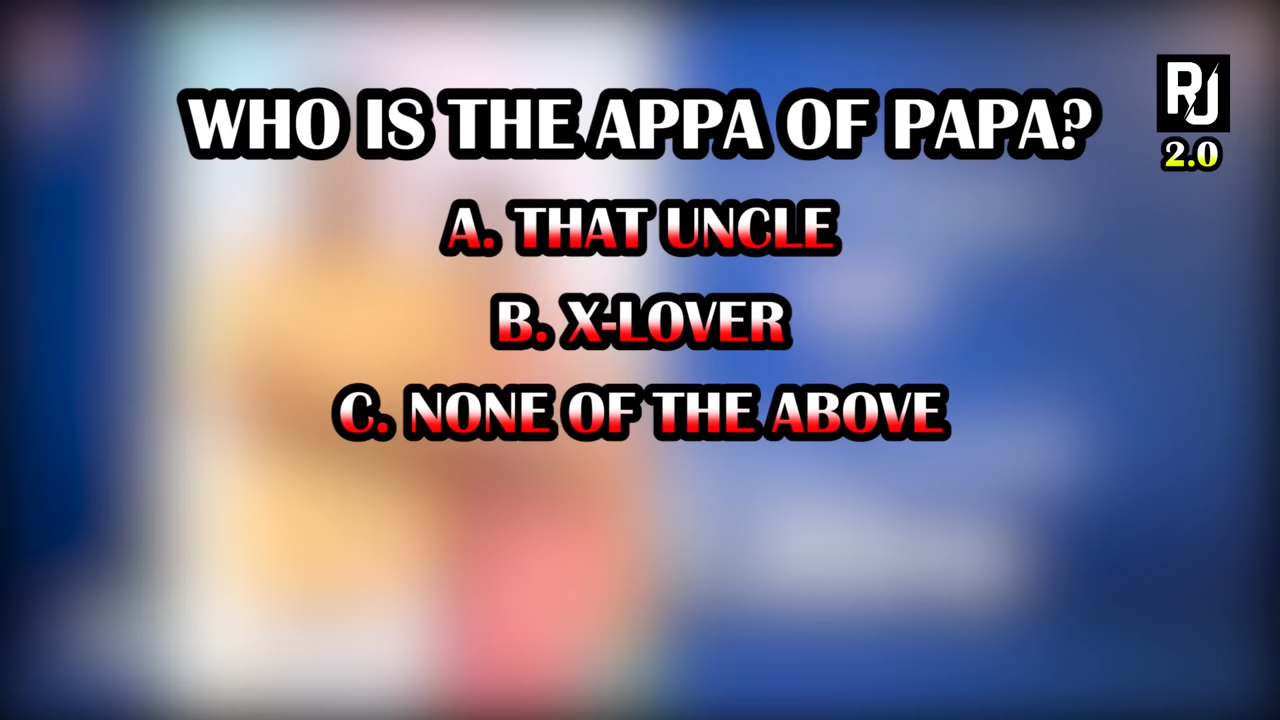 WHO IS THE APPA OF PAPA?
RJ
2.0
A. THAT UNCLE
B. X-LOVER
C. NONE OF THE ABOVE